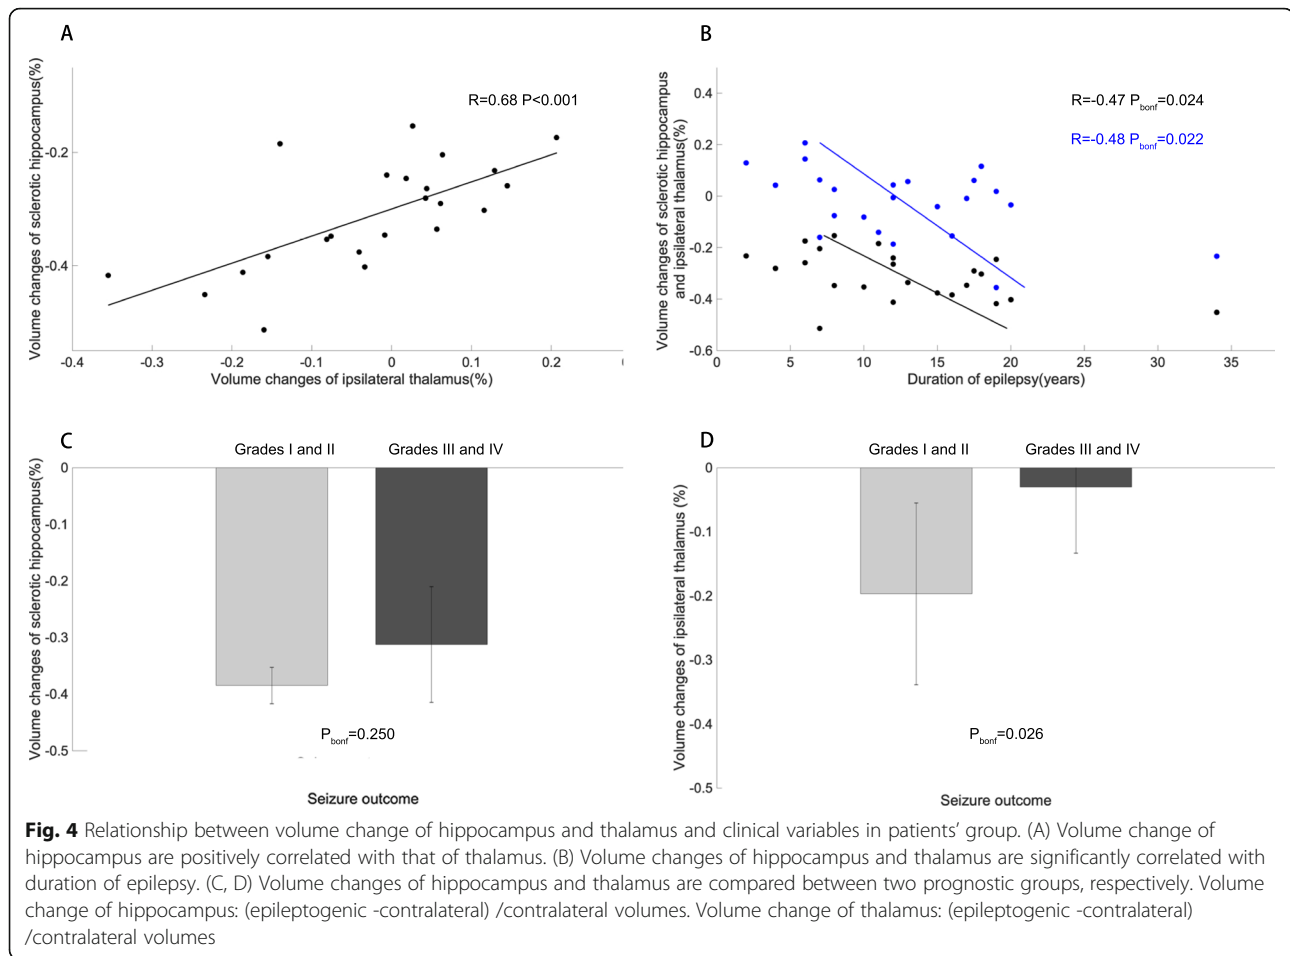 A
Volume changes of sclerotic hippocampus(%)
R=0.68 P<0.001
-0.2
-0.4
-0.4 -0.3 -0.2 -0.1 0 0.1 0.2
Volume changes of ipsilateral thalamus(%)
B
Volume changes of sclerotic hippocampus
and ipsilateral thalamus(%)
R=-0.47 Pbonf=0.024
R=-0.48 Pbonf=0.022
0.4
0.2
0
-0.2
-0.4
-0.6
0 5 10 15 20 25 30 35
Duration of epilepsy(years)
C
Grades I and II Grades III and IV
Volume changes of sclerotic hippocampus(%)
0
-0.1
-0.2
-0.3
-0.4
-0.5
Pbonf=0.250
Seizure outcome
D
Grades I and II Grades III and IV
Volume changes of ipsilateral thalamus (%)
0
-0.1
-0.2
-0.3
-0.4
-0.5
Pbonf=0.026
Seizure outcome
Fig. 4 Relationship between volume change of hippocampus and thalamus and clinical variables in patients' group. (A) Volume change of
hippocampus are positively correlated with that of thalamus. (B) Volume changes of hippocampus and thalamus are significantly correlated with
duration of epilepsy. (C, D) Volume changes of hippocampus and thalamus are compared between two prognostic groups, respectively. Volume
change of hippocampus: (epileptogenic -contralateral) /contralateral volumes. Volume change of thalamus: (epileptogenic -contralateral)
/contralateral volumes